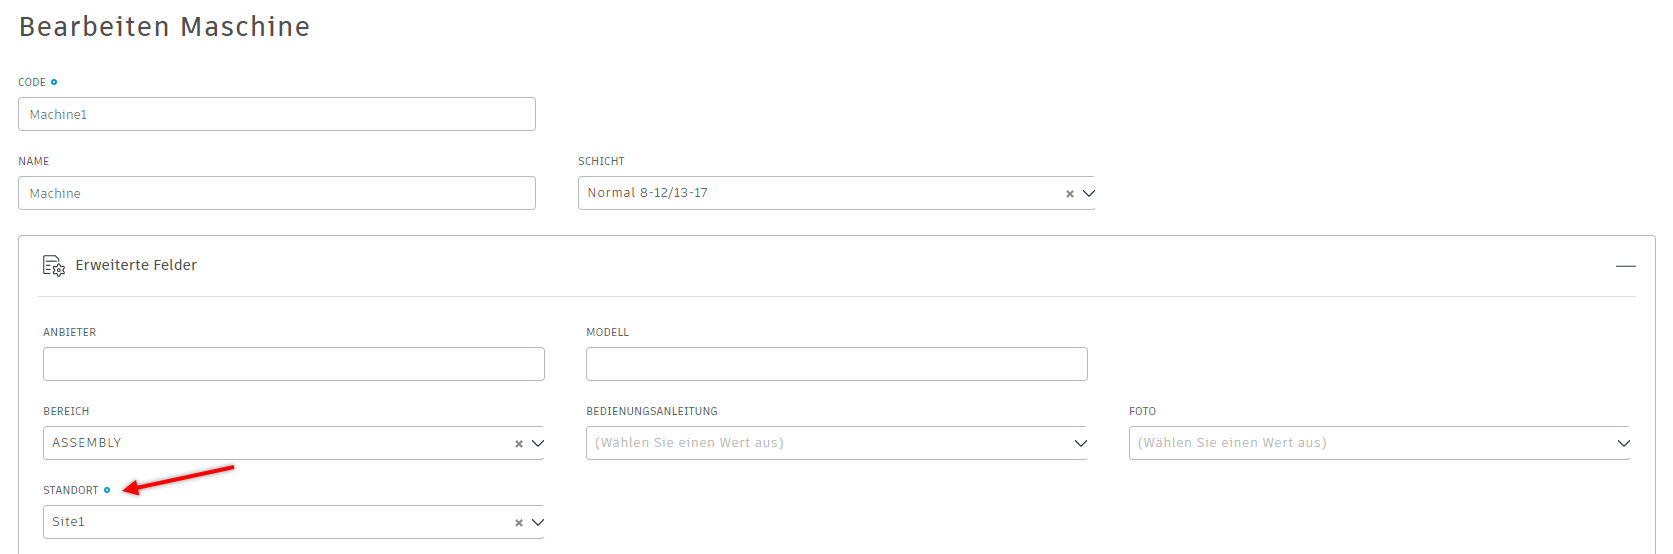 Bearbeiten Maschine
CODE
Machine1
NAME
SCHICHT
Machine
Normal 8-12/13-17
Erweiterte Felder
ANBIETER
MODELL
BEREICH
BEDIENUNGSANLEITUNG
FOTO
ASSEMBLY
(Wählen Sie einen Wert aus)
(Wählen Sie einen Wert aus)
STANDORT
Site1